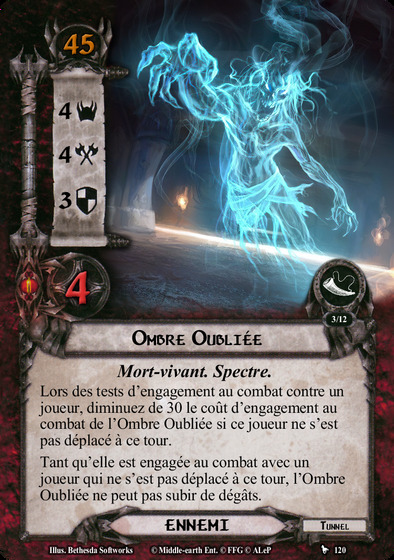 45
4
4
3
4
3/12
OMBRE OUBLIÉE
Mort-vivant. Spectre.
Lors des tests d'engagement au combat contre un
joueur, diminuez de 30 le coût d'engagement au
combat de l'Ombre Oubliée si ce joueur ne s'est
pas déplacé à ce tour.
Tant qu'elle est engagée au combat avec un
joueur qui ne s'est pas déplacé à ce tour, l'Ombre
Oubliée ne peut pas subir de dégâts.
ENNEMI
TUNNEL
Illus. Bethesda Softworks
© Middle-earth Ent. © FFG © ALeP
120